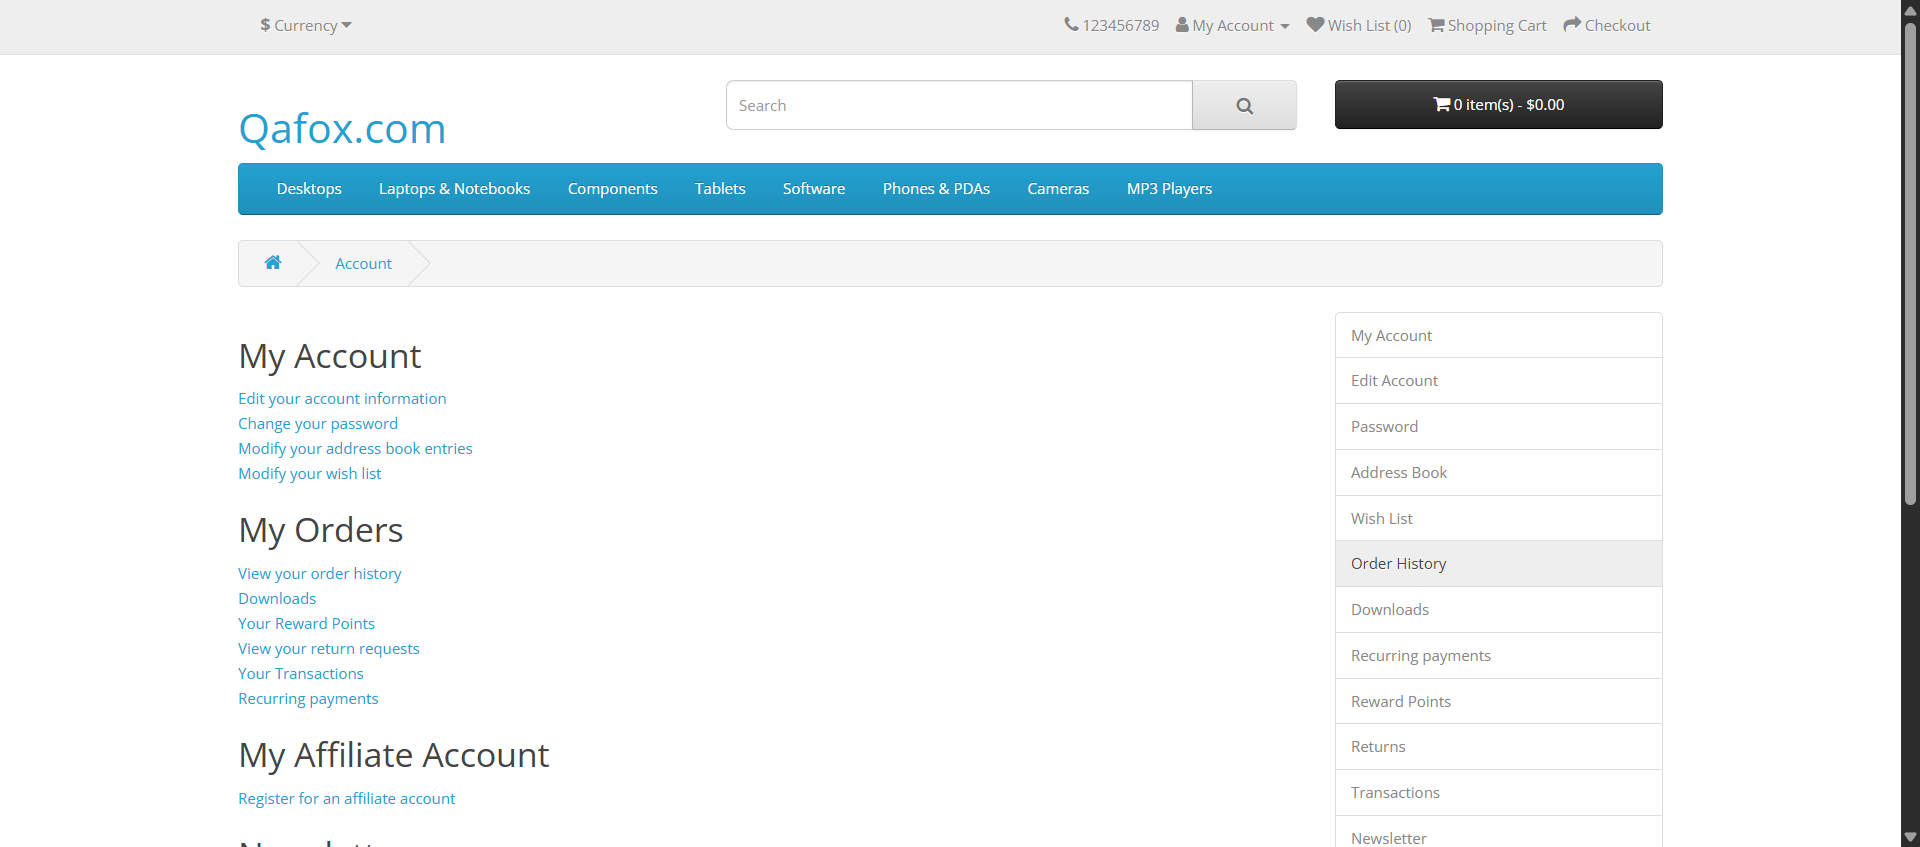 $ Currency
123456789 My Account Wish List (0) Shopping Cart Checkout
Qafox.com
Search
0 item(s) - $0.00
Desktops Laptops & Notebooks Components Tablets Software Phones & PDAs Cameras MP3 Players
Account
My Account
Edit your account information
Change your password
Modify your address book entries
Modify your wish list
My Orders
View your order history
Downloads
Your Reward Points
View your return requests
Your Transactions
Recurring payments
My Affiliate Account
Register for an affiliate account
My Account
Edit Account
Password
Address Book
Wish List
Order History
Downloads
Recurring payments
Reward Points
Returns
Transactions
Newsletter